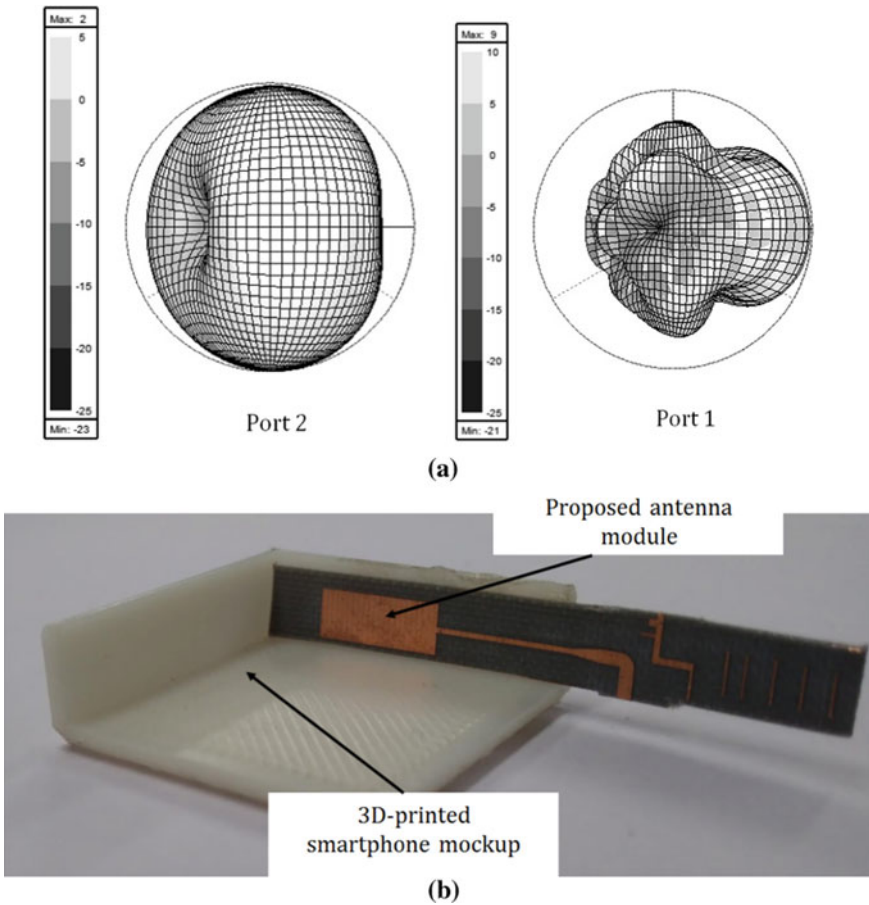 Max: 2
5
0
-5
-10
-15
-20
-25
Min: -23
Port 2
Max: 9
10
5
0
-5
-10
-15
-20
-25
Min: -21
Port 1
(a)
Proposed antenna
module
3D-printed
smartphone mockup
(b)